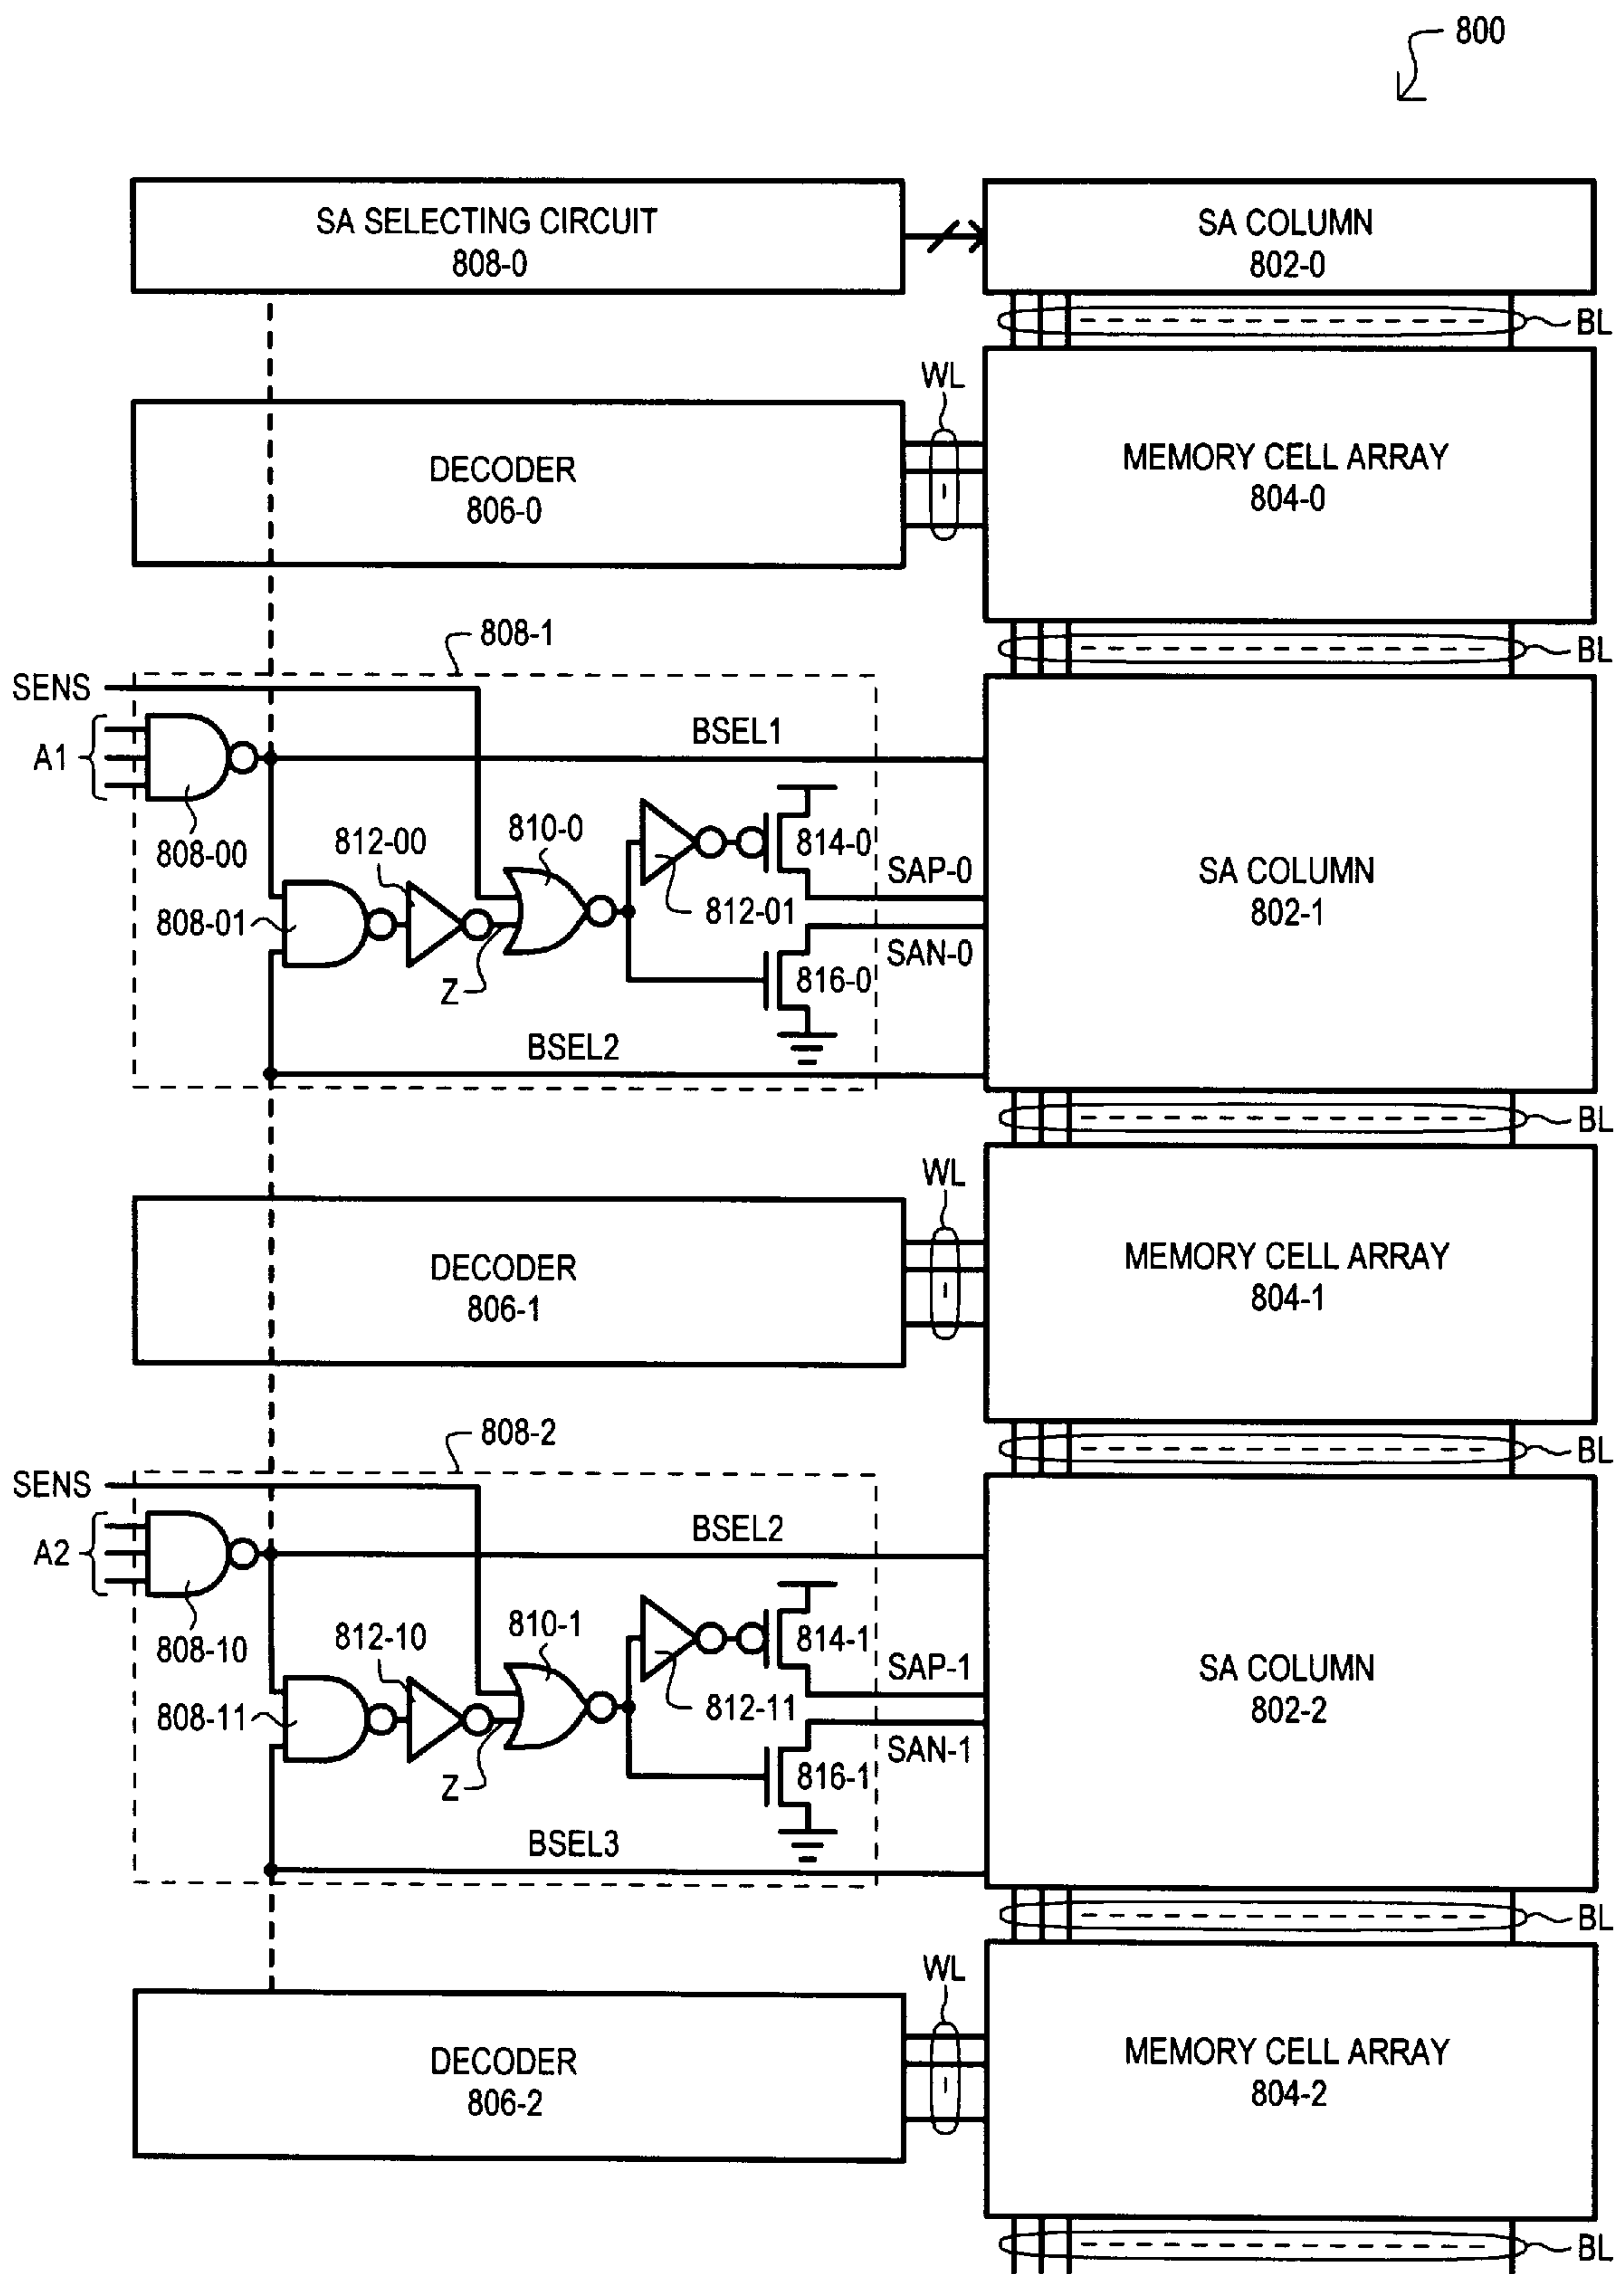 800
SA SELECTING CIRCUIT
808-0
SA COLUMN
802-0
BL
WL
DECODER
806-0
MEMORY CELL ARRAY
804-0
BL
808-1
SENS
A1
BSEL1
808-00
812-00
810-0
814-0
SAP-0
808-01
812-01
SAN-0
Z
816-0
BSEL2
SA COLUMN
802-1
BL
WL
DECODER
806-1
MEMORY CELL ARRAY
804-1
BL
808-2
SENS
A2
BSEL2
808-10
812-10
810-1
814-1
SAP-1
808-11
812-11
SAN-1
Z
816-1
BSEL3
SA COLUMN
802-2
BL
WL
DECODER
806-2
MEMORY CELL ARRAY
804-2
BL